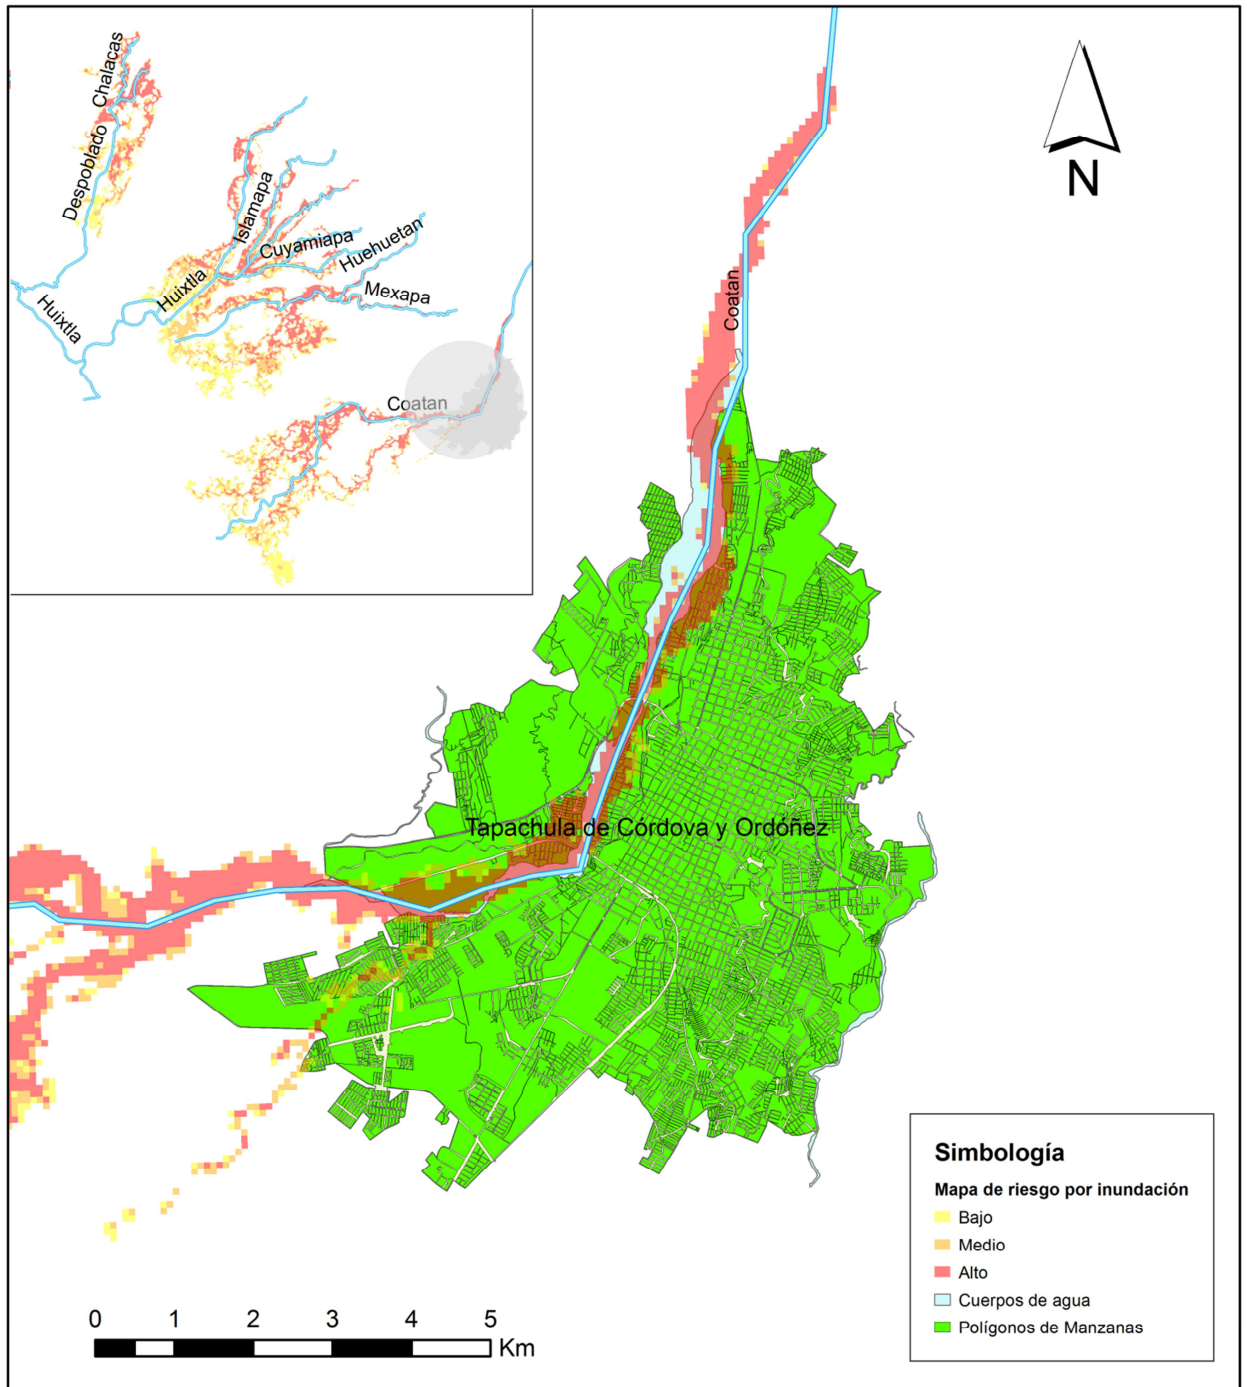 Chalacas
Despoblado
Islamapa
Cuyamiapa
Huehuetan
Huixtla
Mexapa
Huixtla
Coatan
N
Coatan
Tapachula de Córdova y Ordóñez
Simbología
Mapa de riesgo por inundación
Bajo
Medio
Alto
Cuerpos de agua
Polígonos de Manzanas
0 1 2 3 4 5
Km